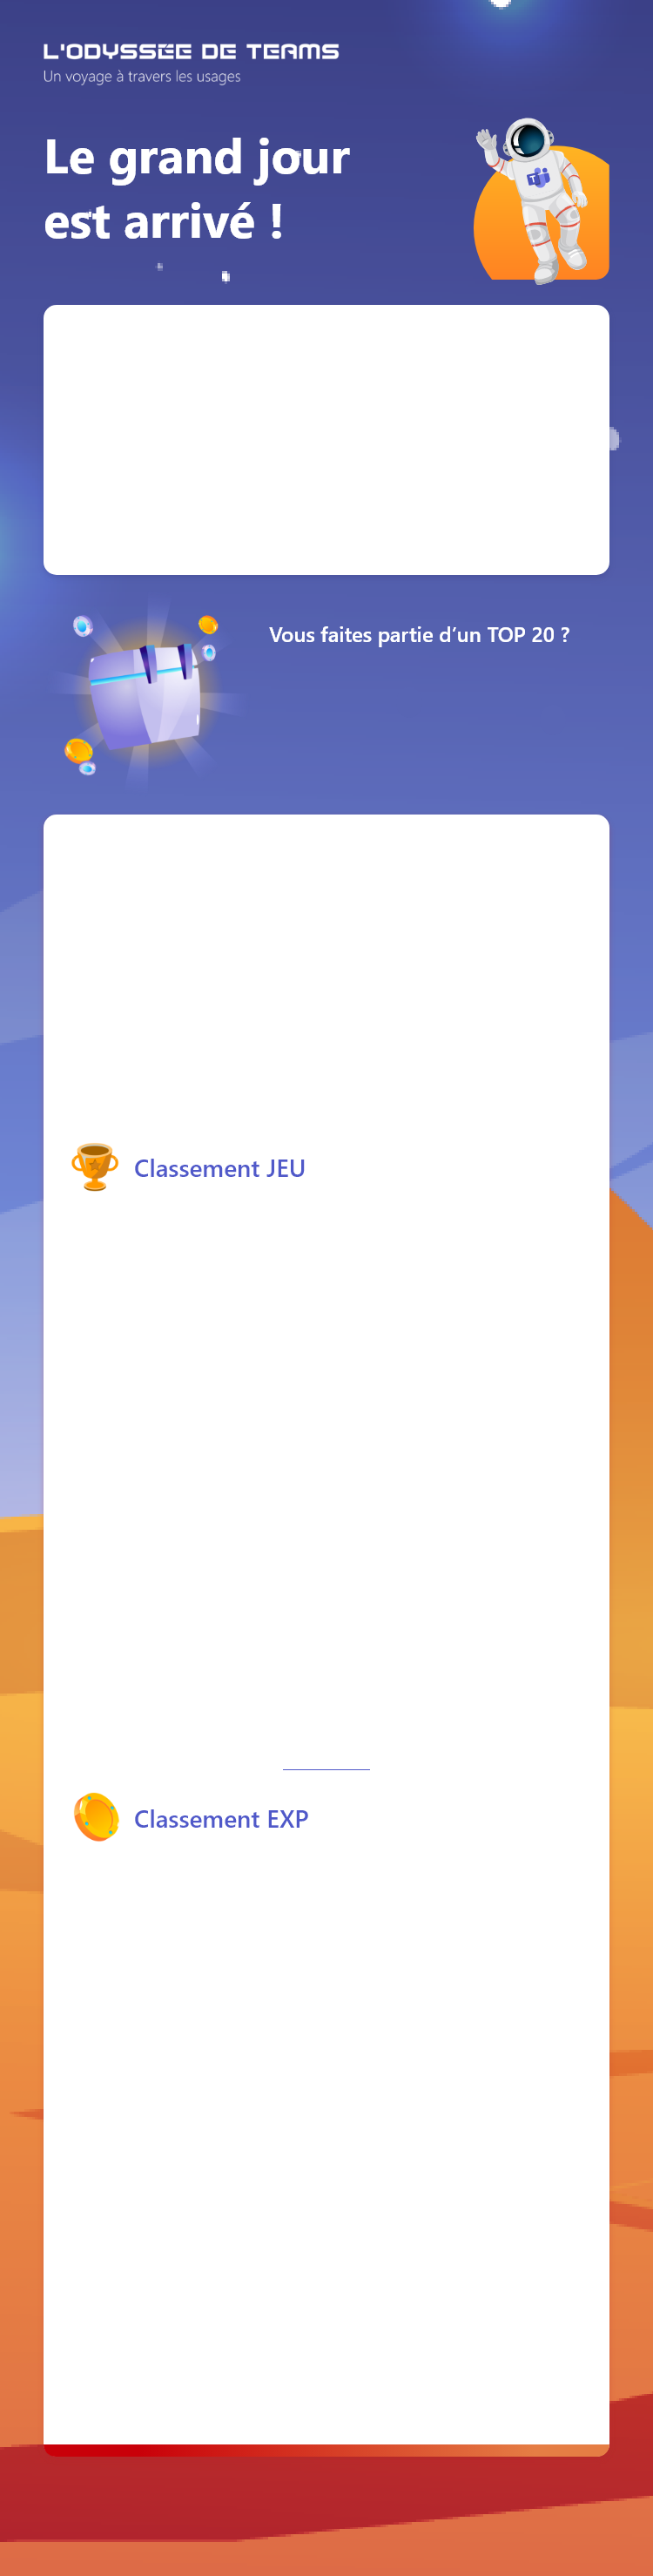 L'ODYSSÉE DE TEAMS
Un voyage à travers les usages
Le grand jour
est arrivé !
T
Vous faites partie d’un TOP 20 ?
Classement JEU
Classement EXP